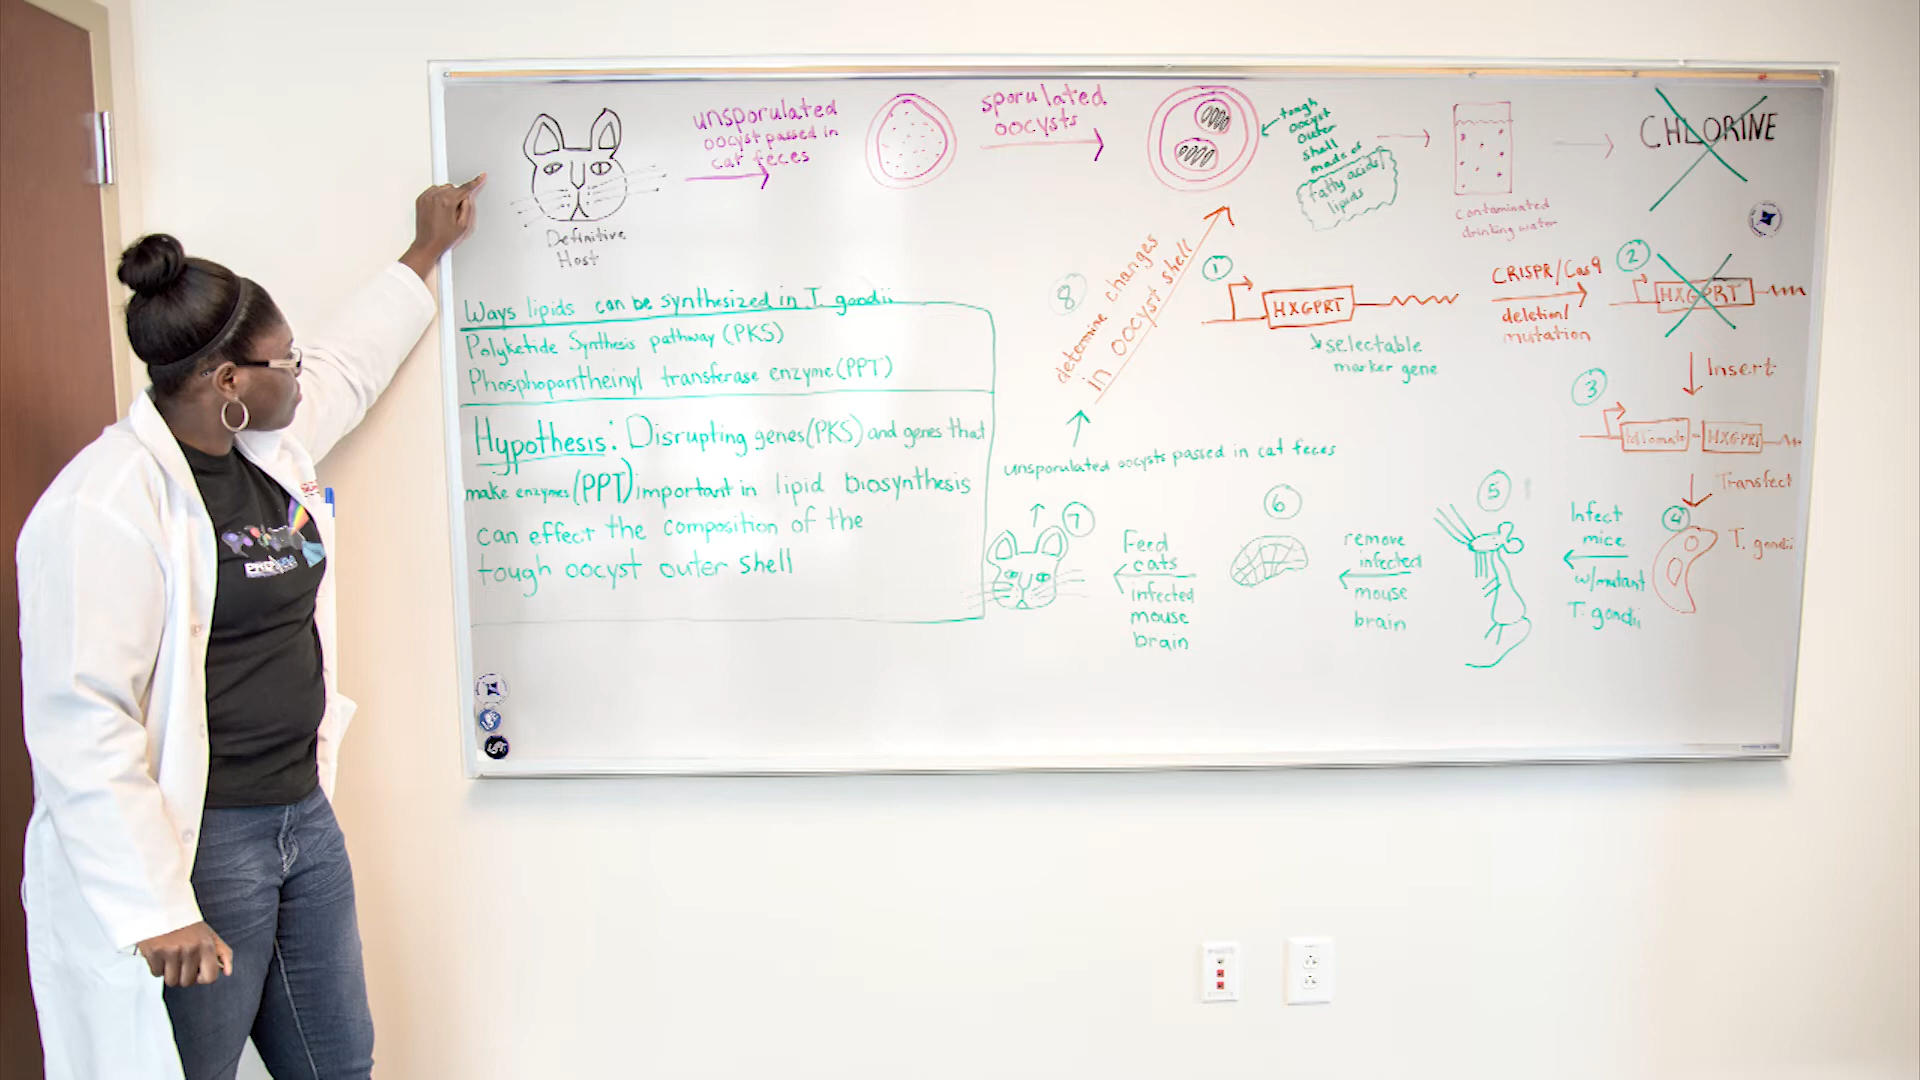 unsporulated
oocyst passed in
cat feces
sporulated
oocysts
tough
oocyst
outer
shell
made of
fatty acids
lipids
contaminated
drinking water
CHLORINE
Definitive
Host
Ways lipids can be synthesized in T. gondii
Polyketide Synthesis pathway (PKS)
Phosphopantheinyl transferase enzyme (PPT)
Hypothesis: Disrupting genes (PKS) and genes that
make enzymes (PPT) important in lipid biosynthesis
can effect the composition of the
tough oocyst outer shell
1
HXGPRT
selectable
marker gene
CRISPR/Cas9
deletion/
mutation
2
HXGPRT
Insert
3
HXGPRT
Transfect
4
T. gondii
Infect
mice
w/mutant
T. gondii
5
remove
infected
mouse
brain
6
Feed
cats
infected
mouse
brain
7
unsporulated oocysts passed in cat feces
8
determine changes
in oocyst shell